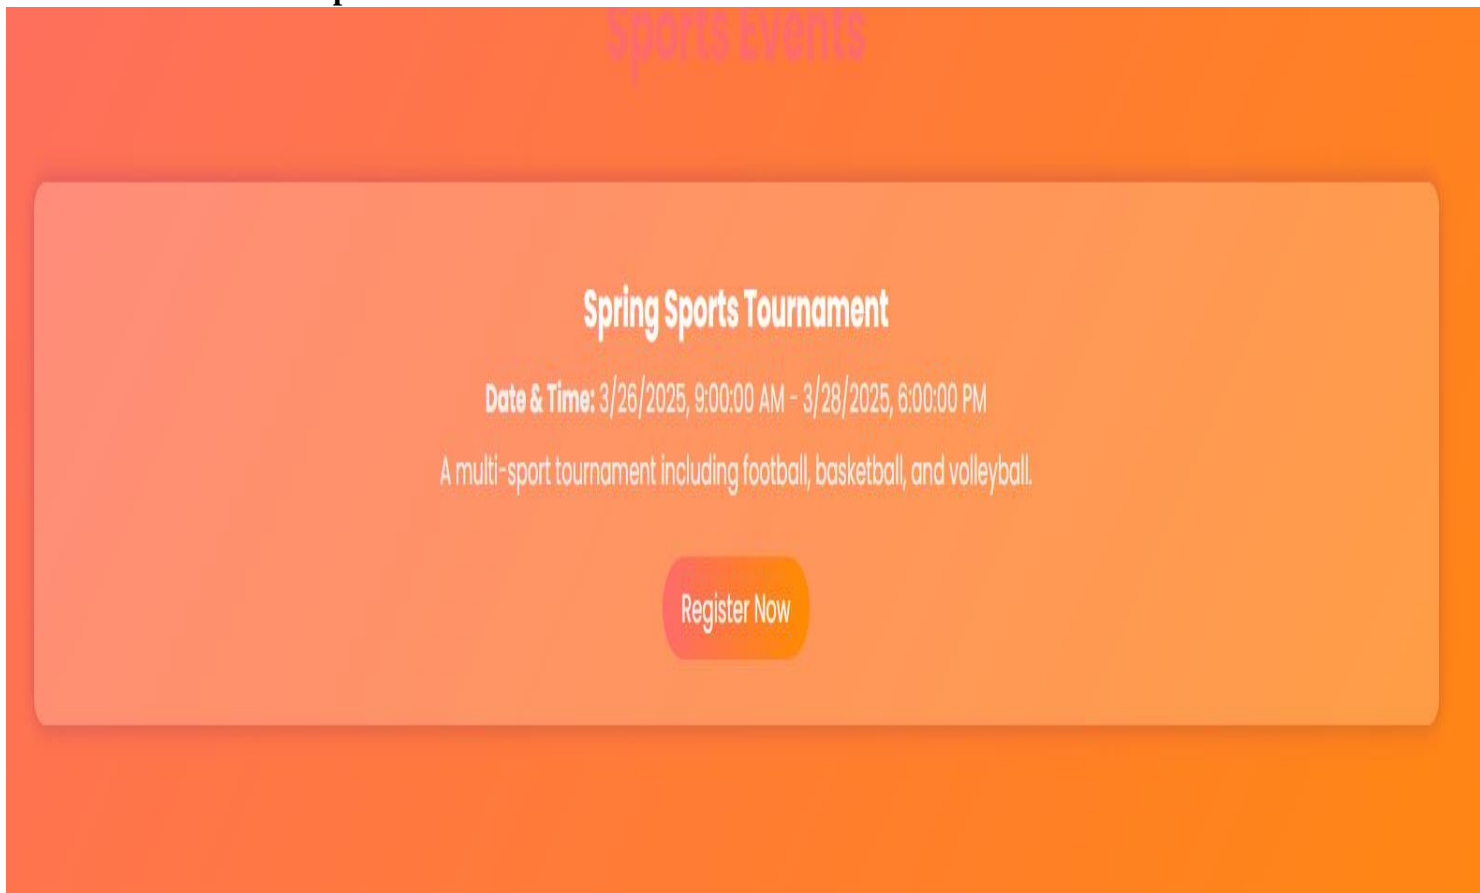 Sports Events
Spring Sports Tournament
Date & Time: 3/26/2025, 9:00:00 AM - 3/28/2025, 6:00:00 PM
A multi-sport tournament including football, basketball, and volleyball.
Register Now